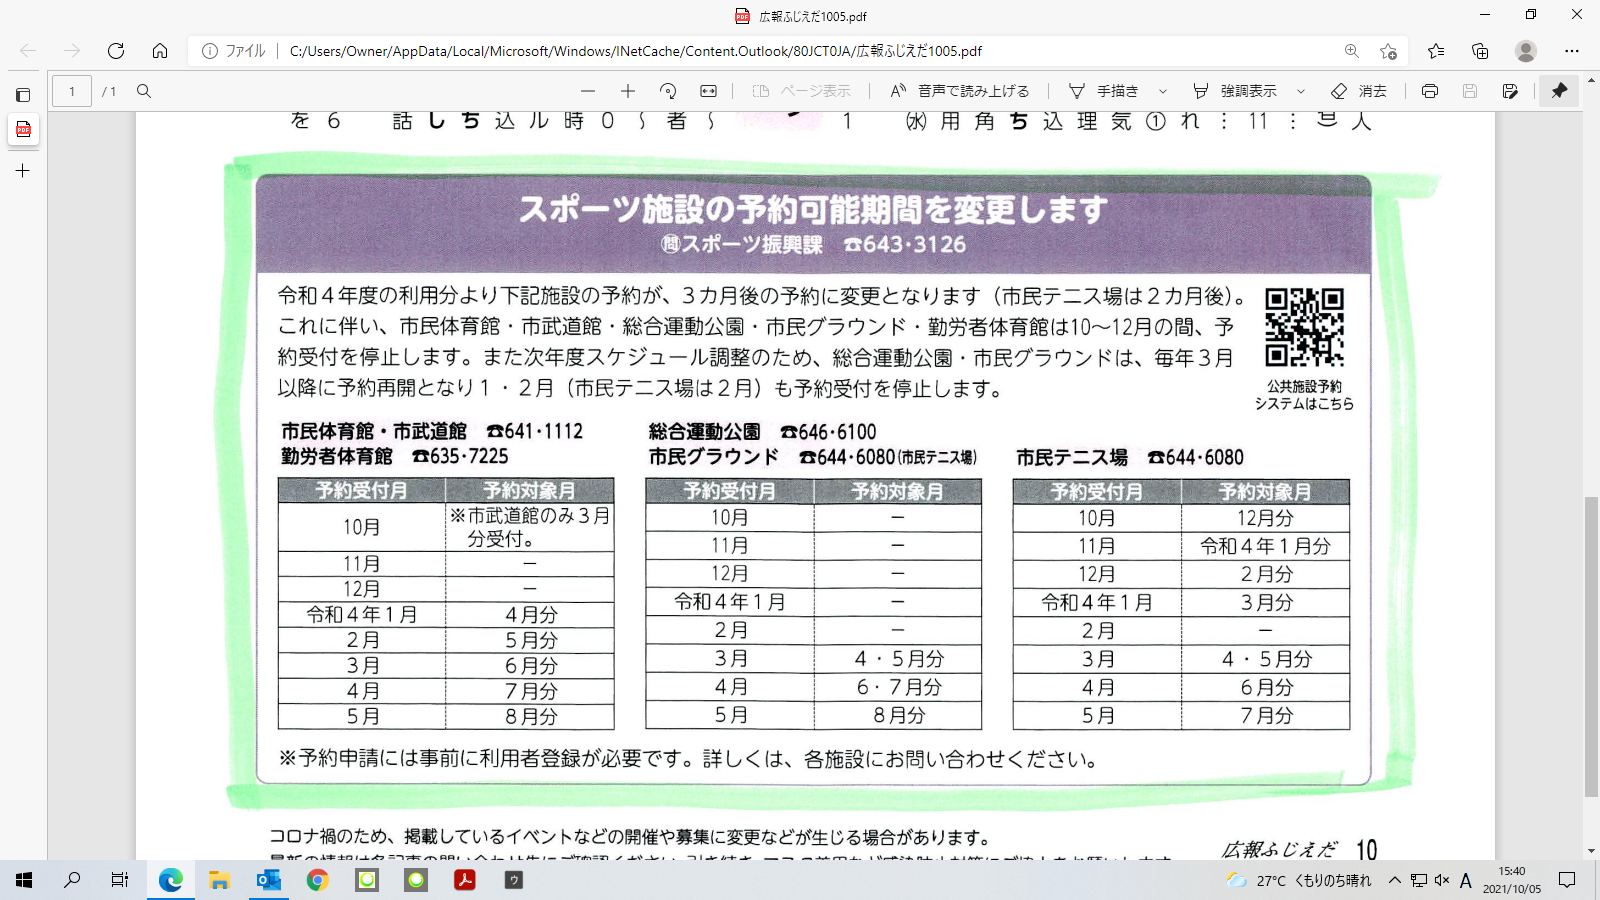 広報ふじえだ1005.pdf
ファイル C:/Users/Owner/AppData/Local/Microsoft/Windows/INetCache/Content.Outlook/80JCT0JA/広報ふじえだ1005.pdf
1 / 1 ページ表示 音声で読み上げる 手描き 強調表示 消去
スポーツ施設の予約可能期間を変更します
㉄スポーツ振興課 ☎643・3126
令和４年度の利用分より下記施設の予約が、３カ月後の予約に変更となります（市民テニス場は２カ月後）。
これに伴い、市民体育館・市武道館・総合運動公園・市民グラウンド・勤労者体育館は10～12月の間、予
約受付を停止します。また次年度スケジュール調整のため、総合運動公園・市民グラウンドは、毎年３月
以降に予約再開となり１・２月（市民テニス場は２月）も予約受付を停止します。
公共施設予約
システムはこちら
市民体育館・市武道館 ☎641・1112
勤労者体育館 ☎635・7225
予約受付月 予約対象月
10月 ※市武道館のみ３月
分受付。
11月 －
12月 －
令和４年１月 ４月分
２月 ５月分
３月 ６月分
４月 ７月分
５月 ８月分
総合運動公園 ☎646・6100
市民グラウンド ☎644・6080（市民テニス場）
予約受付月 予約対象月
10月 －
11月 －
12月 －
令和４年１月 －
２月 －
３月 ４・５月分
４月 ６・７月分
５月 ８月分
市民テニス場 ☎644・6080
予約受付月 予約対象月
10月 12月分
11月 令和４年１月分
12月 ２月分
令和４年１月 ３月分
２月 －
３月 ４・５月分
４月 ６月分
５月 ７月分
※予約申請には事前に利用者登録が必要です。詳しくは、各施設にお問い合わせください。
コロナ禍のため、掲載しているイベントなどの開催や募集に変更などが生じる場合があります。
広報ふじえだ 10
27°C くもりのち晴れ A 15:40
2021/10/05